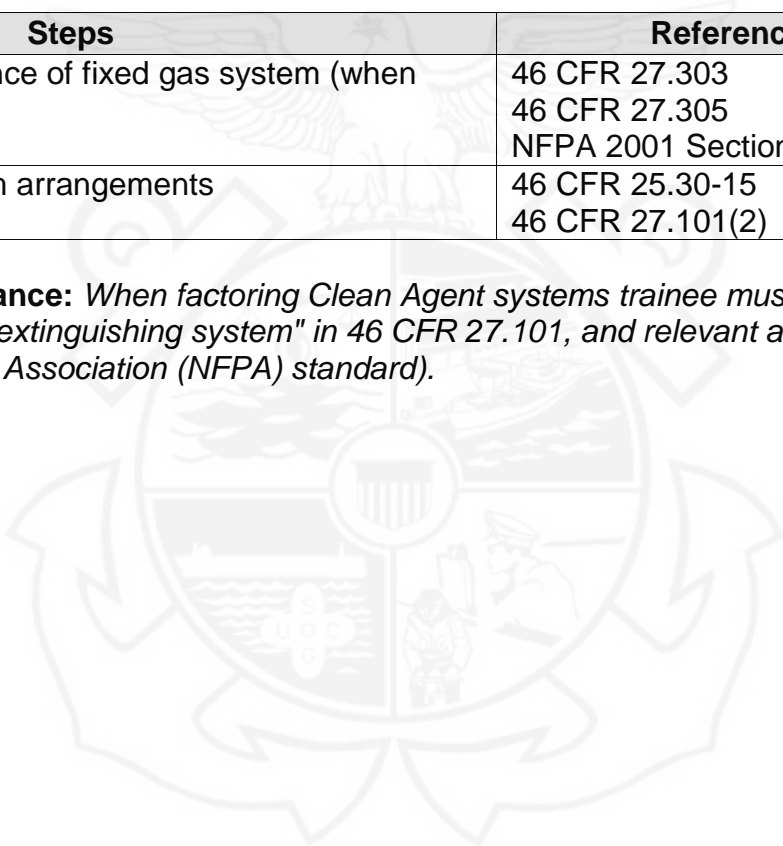 Steps Referenc
nce of fixed gas system (when 46 CFR 27.303
46 CFR 27.305
NFPA 2001 Section
n arrangements 46 CFR 25.30-15
46 CFR 27.101(2)
ance: When factoring Clean Agent systems trainee mus
extinguishing system" in 46 CFR 27.101, and relevant a
Association (NFPA) standard).
S
U O C
G